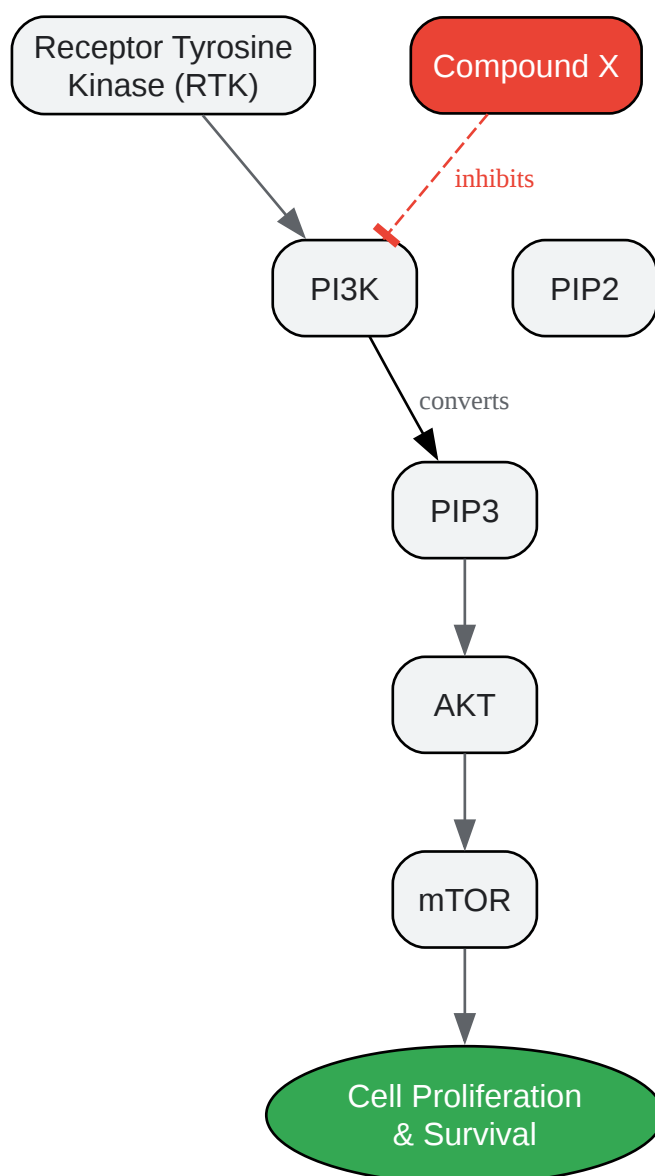 Receptor Tyrosine
Kinase (RTK)
Compound X
inhibits
PI3K
PIP2
converts
PIP3
AKT
mTOR
Cell Proliferation
& Survival